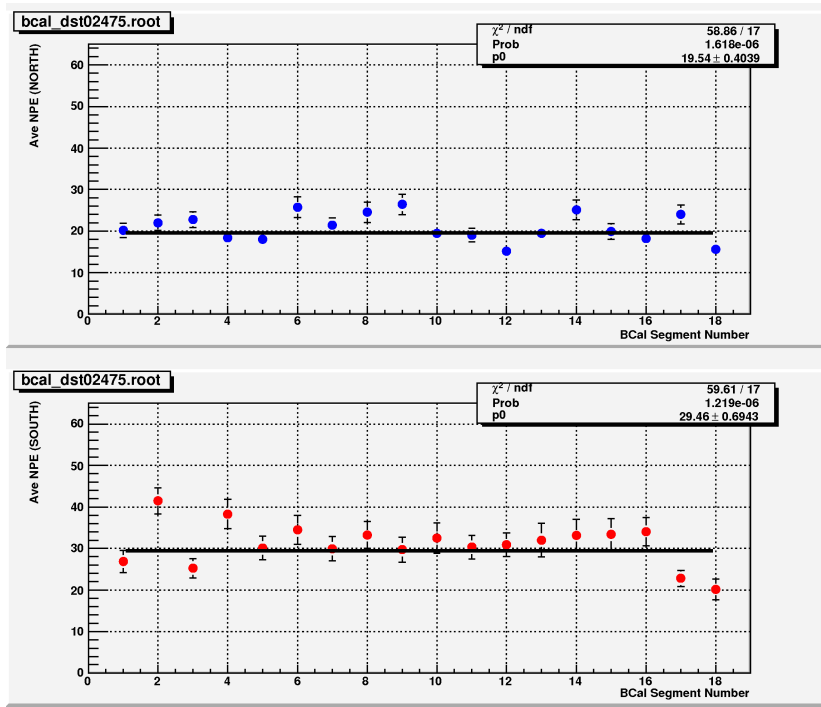 bcal_dst02475.root
χ² / ndf 58.86 / 17
Prob 1.618e-06
p0 19.54 ± 0.4039
Ave NPE (NORTH)
60
50
40
30
20
10
0
0 2 4 6 8 10 12 14 16 18
BCal Segment Number
bcal_dst02475.root
χ² / ndf 59.61 / 17
Prob 1.219e-06
p0 29.46 ± 0.6943
Ave NPE (SOUTH)
60
50
40
30
20
10
0
0 2 4 6 8 10 12 14 16 18
BCal Segment Number